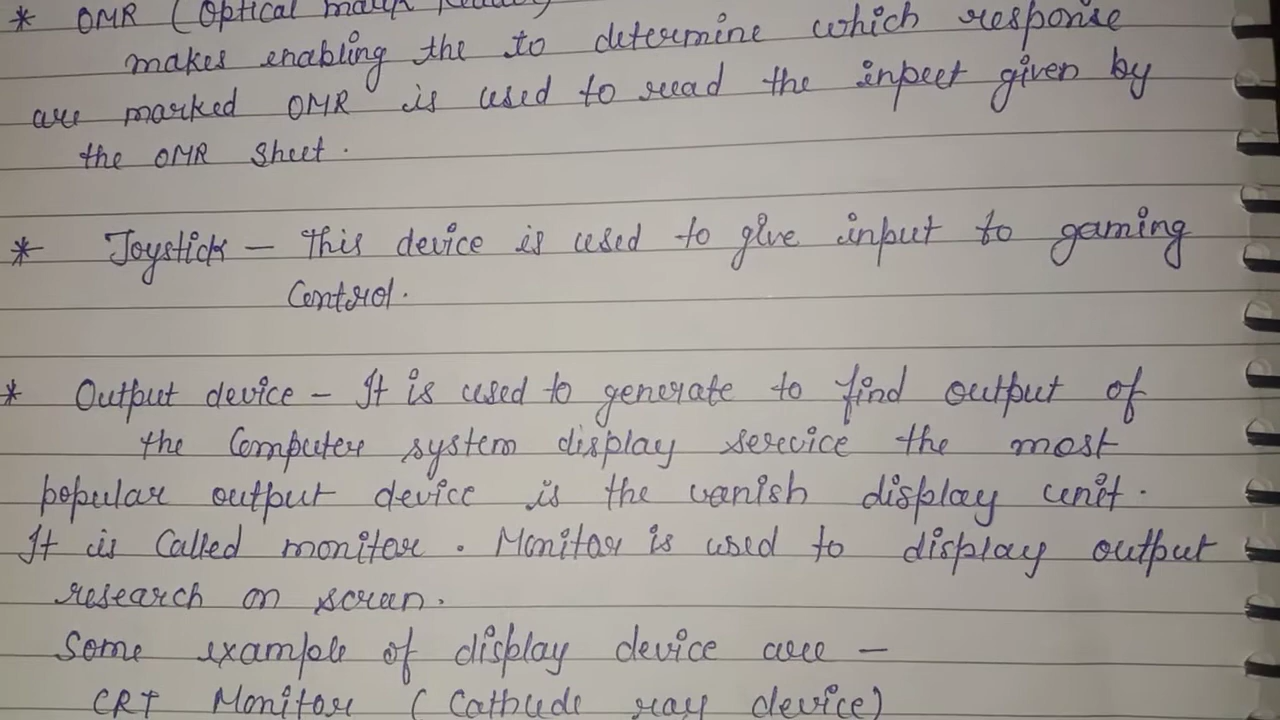 * OMR (Optical mark Reader)
makes enabling the to determine which response
are marked OMR is used to read the input given by
the OMR Sheet.
* Joystick – This device is used to give input to gaming
Control.
* Output device – It is used to generate to find output of
the Computer system display service the most
popular output device is the vanish display unit.
It is Called monitor. Monitor is used to display output
research on screen.
Some example of display device are –
CRT Monitor (Cathude ray device)